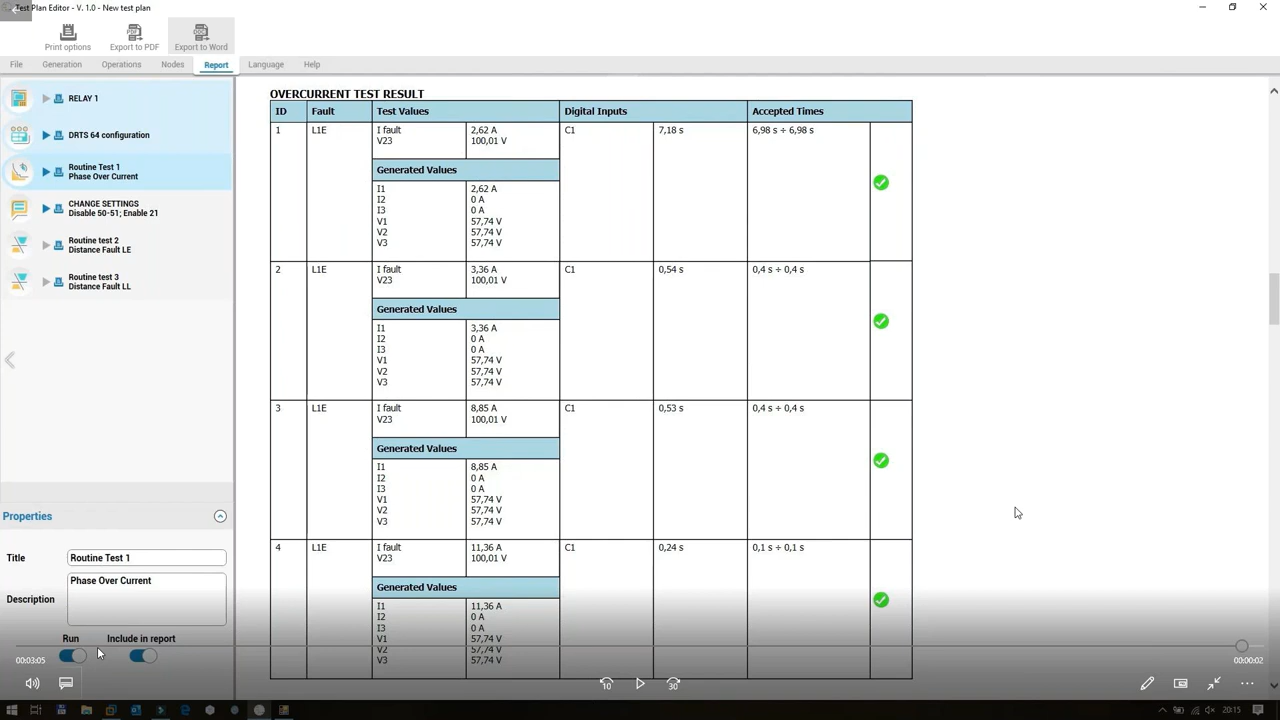 Test Plan Editor - V. 1.0 - New test plan
Print options
Export to PDF
Export to Word
File Generation Operations Nodes Report Language Help
RELAY 1
DRTS 64 configuration
Routine Test 1
Phase Over Current
CHANGE SETTINGS
Disable 50-51; Enable 21
Routine test 2
Distance Fault LE
Routine test 3
Distance Fault LL
Properties
Title Routine Test 1
Description Phase Over Current
Run Include in report
OVERCURRENT TEST RESULT
ID Fault Test Values Digital Inputs Accepted Times
1 L1E I fault 2,62 A C1 7,18 s 6,98 s ÷ 6,98 s
V23 100,01 V
Generated Values
I1 2,62 A
I2 0 A
I3 0 A
V1 57,74 V
V2 57,74 V
V3 57,74 V
2 L1E I fault 3,36 A C1 0,54 s 0,4 s ÷ 0,4 s
V23 100,01 V
Generated Values
I1 3,36 A
I2 0 A
I3 0 A
V1 57,74 V
V2 57,74 V
V3 57,74 V
3 L1E I fault 8,85 A C1 0,53 s 0,4 s ÷ 0,4 s
V23 100,01 V
Generated Values
I1 8,85 A
I2 0 A
I3 0 A
V1 57,74 V
V2 57,74 V
V3 57,74 V
4 L1E I fault 11,36 A C1 0,24 s 0,1 s ÷ 0,1 s
V23 100,01 V
Generated Values
I1 11,36 A
I2 0 A
I3 0 A
V1 57,74 V
V2 57,74 V
V3 57,74 V
00:03:05 00:00:02
10 30
20:15